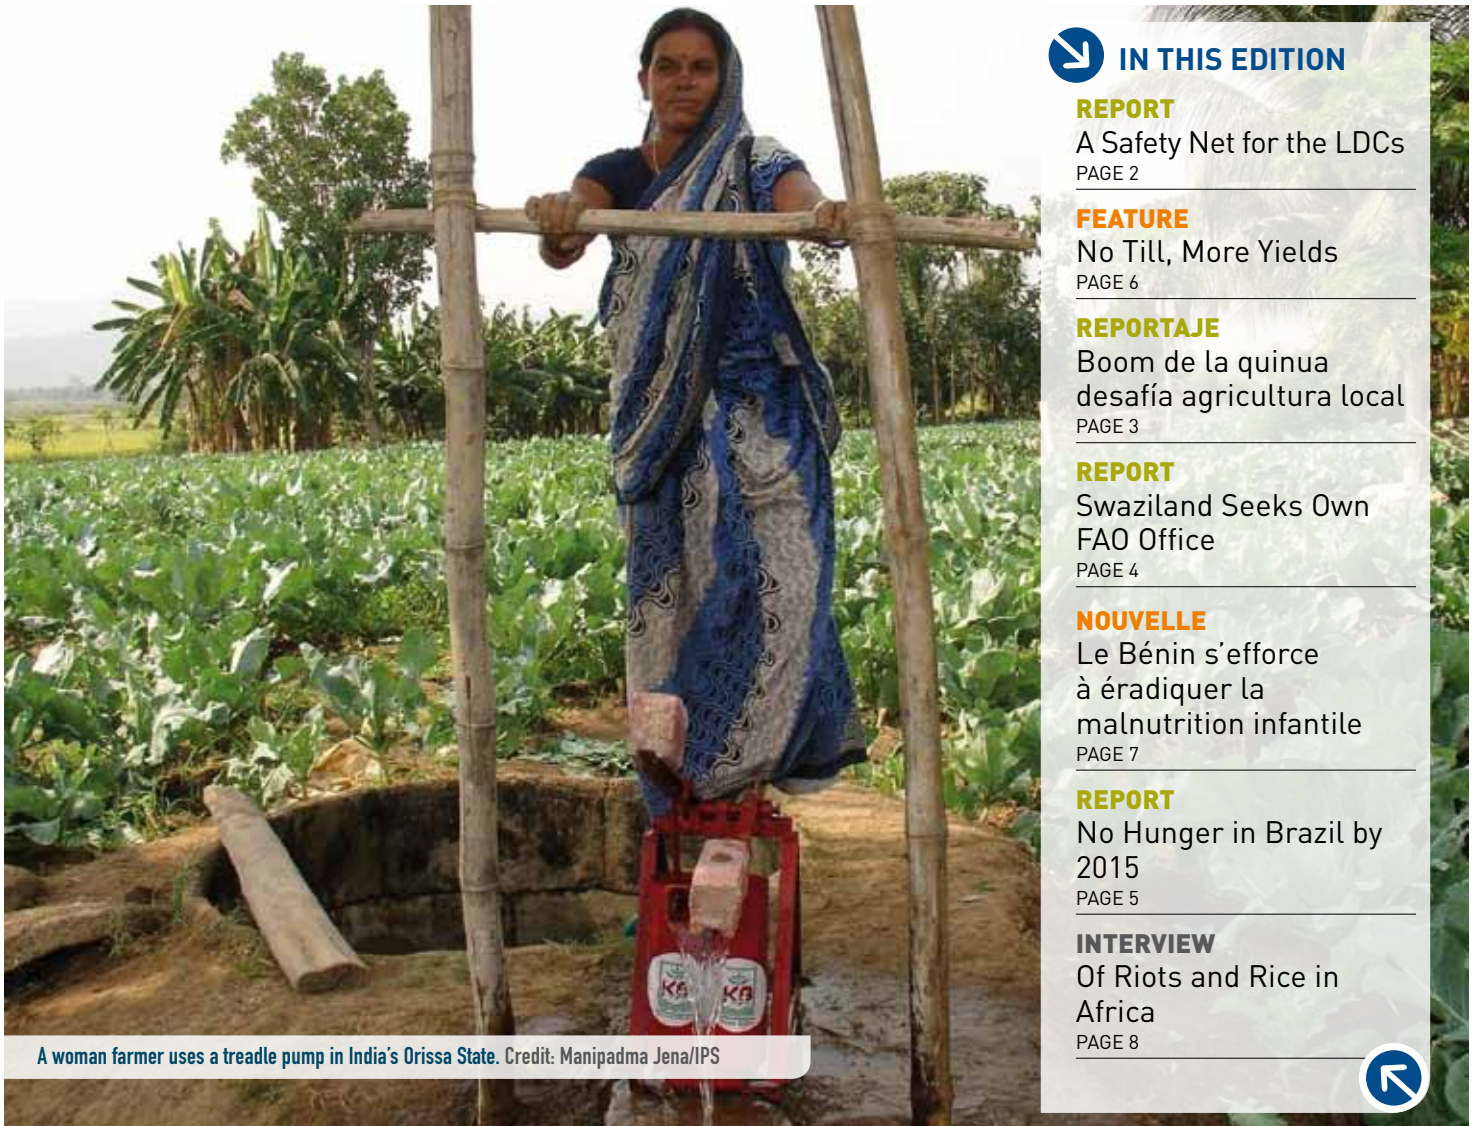 IN THIS EDITION
REPORT
A Safety Net for the LDCs
PAGE 2
FEATURE
No Till, More Yields
PAGE 6
REPORTAJE
Boom de la quinua
desafía agricultura local
PAGE 3
REPORT
Swaziland Seeks Own
FAO Office
PAGE 4
NOUVELLE
Le Bénin s’efforce
à éradiquer la
malnutrition infantile
PAGE 7
REPORT
No Hunger in Brazil by
2015
PAGE 5
INTERVIEW
Of Riots and Rice in
Africa
PAGE 8
A woman farmer uses a treadle pump in India’s Orissa State. Credit: Manipadma Jena/IPS
KB
KB